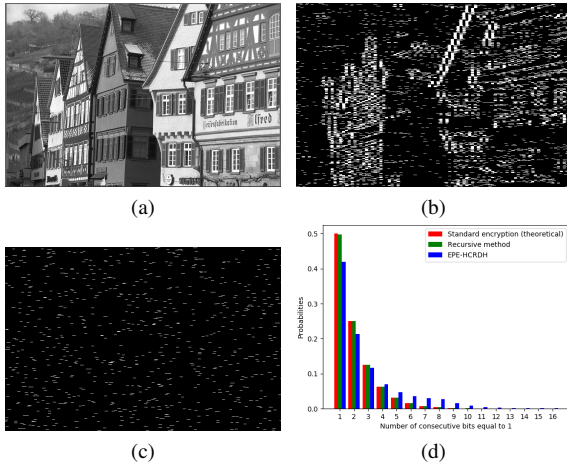 fensfabrikation
lfred
(a)
(b)
(c)
0.5
0.4
0.3
0.2
0.1
0.0
Probabilities
Standard encryption (theoretical)
Recursive method
EPE-HCRDH
1 2 3 4 5 6 7 8 9 10 11 12 13 14 15 16
Number of consecutive bits equal to 1
(d)